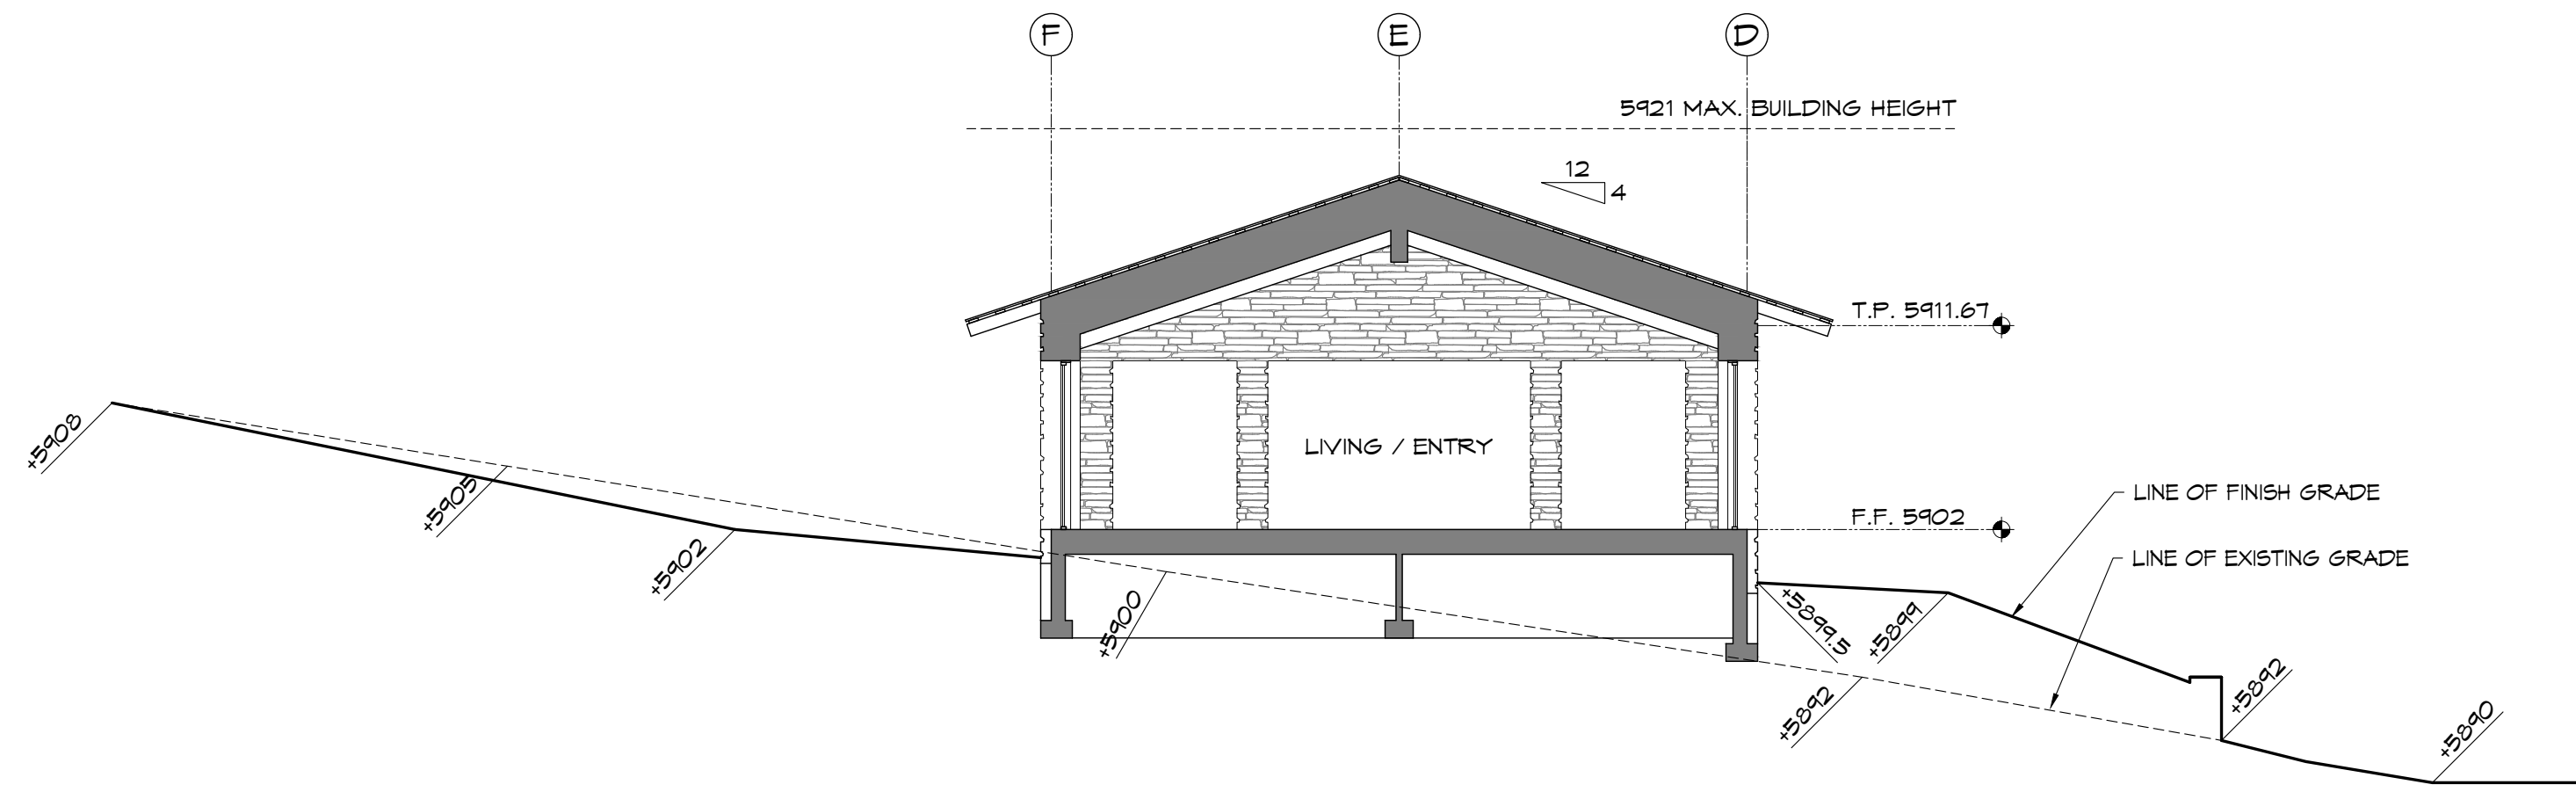 F
E
D
5921 MAX. BUILDING HEIGHT
12
4
T.P. 5911.67
+5908
+5905
LIVING / ENTRY
LINE OF FINISH GRADE
F.F. 5902
+5902
LINE OF EXISTING GRADE
+5900
+5899.5
+5899
+5892
+5892
+5890